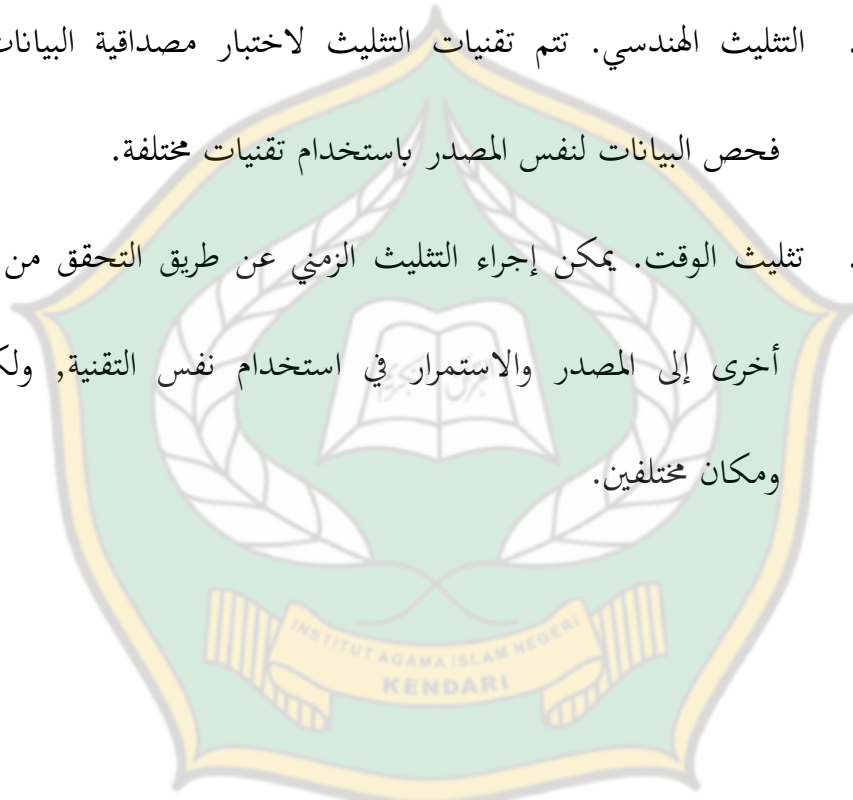 . التثليث الهندسي. تتم تقنيات التثليث لاختبار مصداقية
فحص البيانات لنفس المصدر باستخدام تقنيات مختلفة.
. تثليث الوقت. يمكن إجراء التثليث الزمني عن طريق التحقق من
أخرى إلى المصدر والاستمرار في استخدام نفس التقنية,
ومكان مختلفين.
INSTITUT AGAMA ISLAM NEGERI
KENDARI